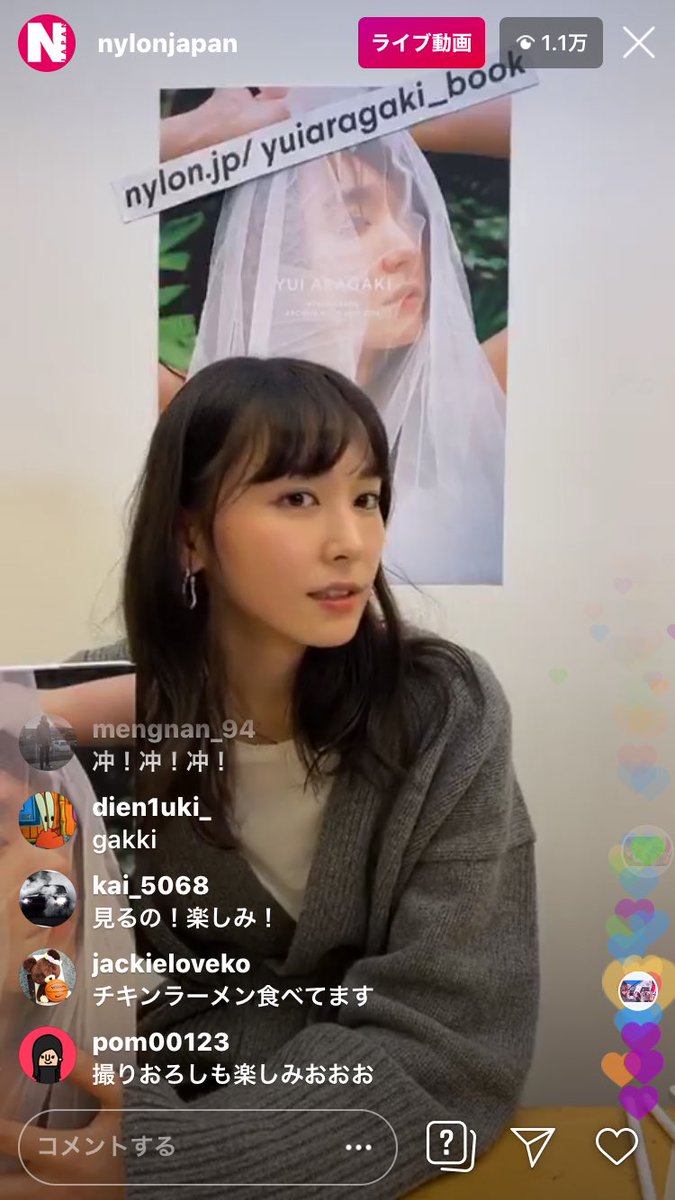 nylonjapan
ライブ動画
1.1万
nylon.jp/ yuiaragaki_book
YUI ARAGAKI
mengnan_94
冲！冲！冲！
dien1uki_
gakki
kai_5068
見るの！楽しみ！
jackieloveko
チキンラーメン食べてます
pom00123
撮りおろしも楽しみおおお
コメントする